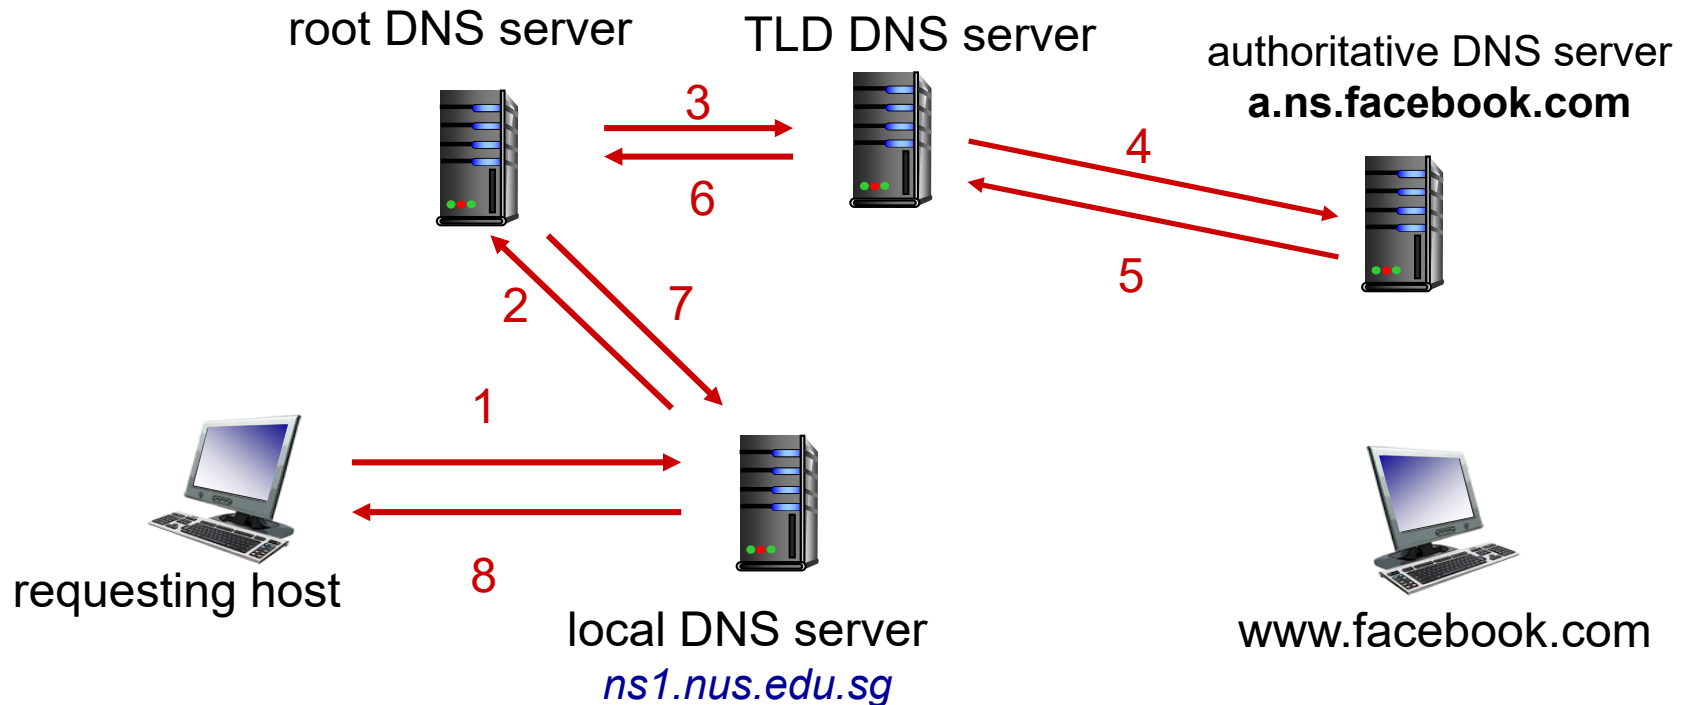 root DNS server
TLD DNS server
authoritative DNS server
a.ns.facebook.com
3
6
4
5
2
7
1
8
requesting host
local DNS server
ns1.nus.edu.sg
www.facebook.com